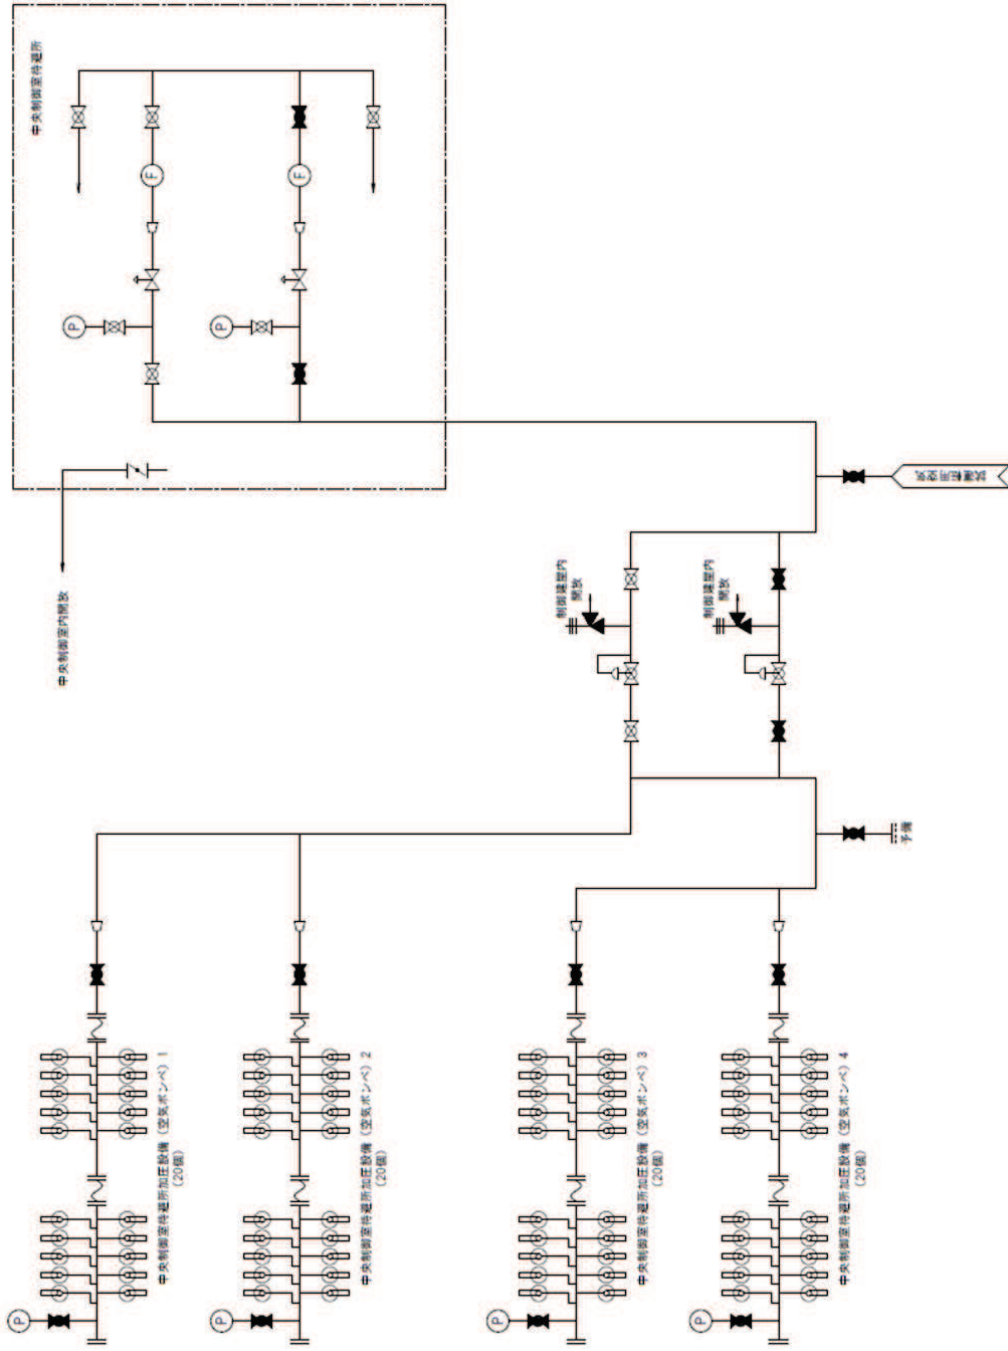 中央制御室待避所
F
F
P
P
中央制御室内開放
試運転用空気
制御建屋内
開放
制御建屋内
開放
予備
中央制御室待避所加圧設備（空気ボンベ）1
（20個）
中央制御室待避所加圧設備（空気ボンベ）2
（20個）
中央制御室待避所加圧設備（空気ボンベ）3
（20個）
中央制御室待避所加圧設備（空気ボンベ）4
（20個）
P
P
P
P